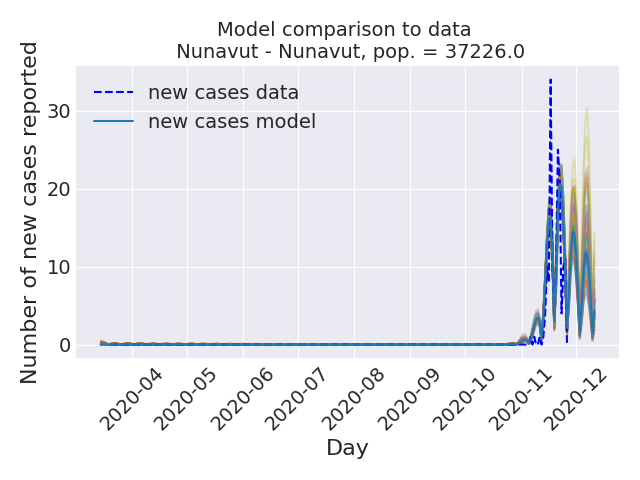 Model comparison to data
Nunavut - Nunavut, pop. = 37226.0
new cases data
new cases model
Number of new cases reported
30
20
10
0
2020-04
2020-05
2020-06
2020-07
2020-08
2020-09
2020-10
2020-11
2020-12
Day